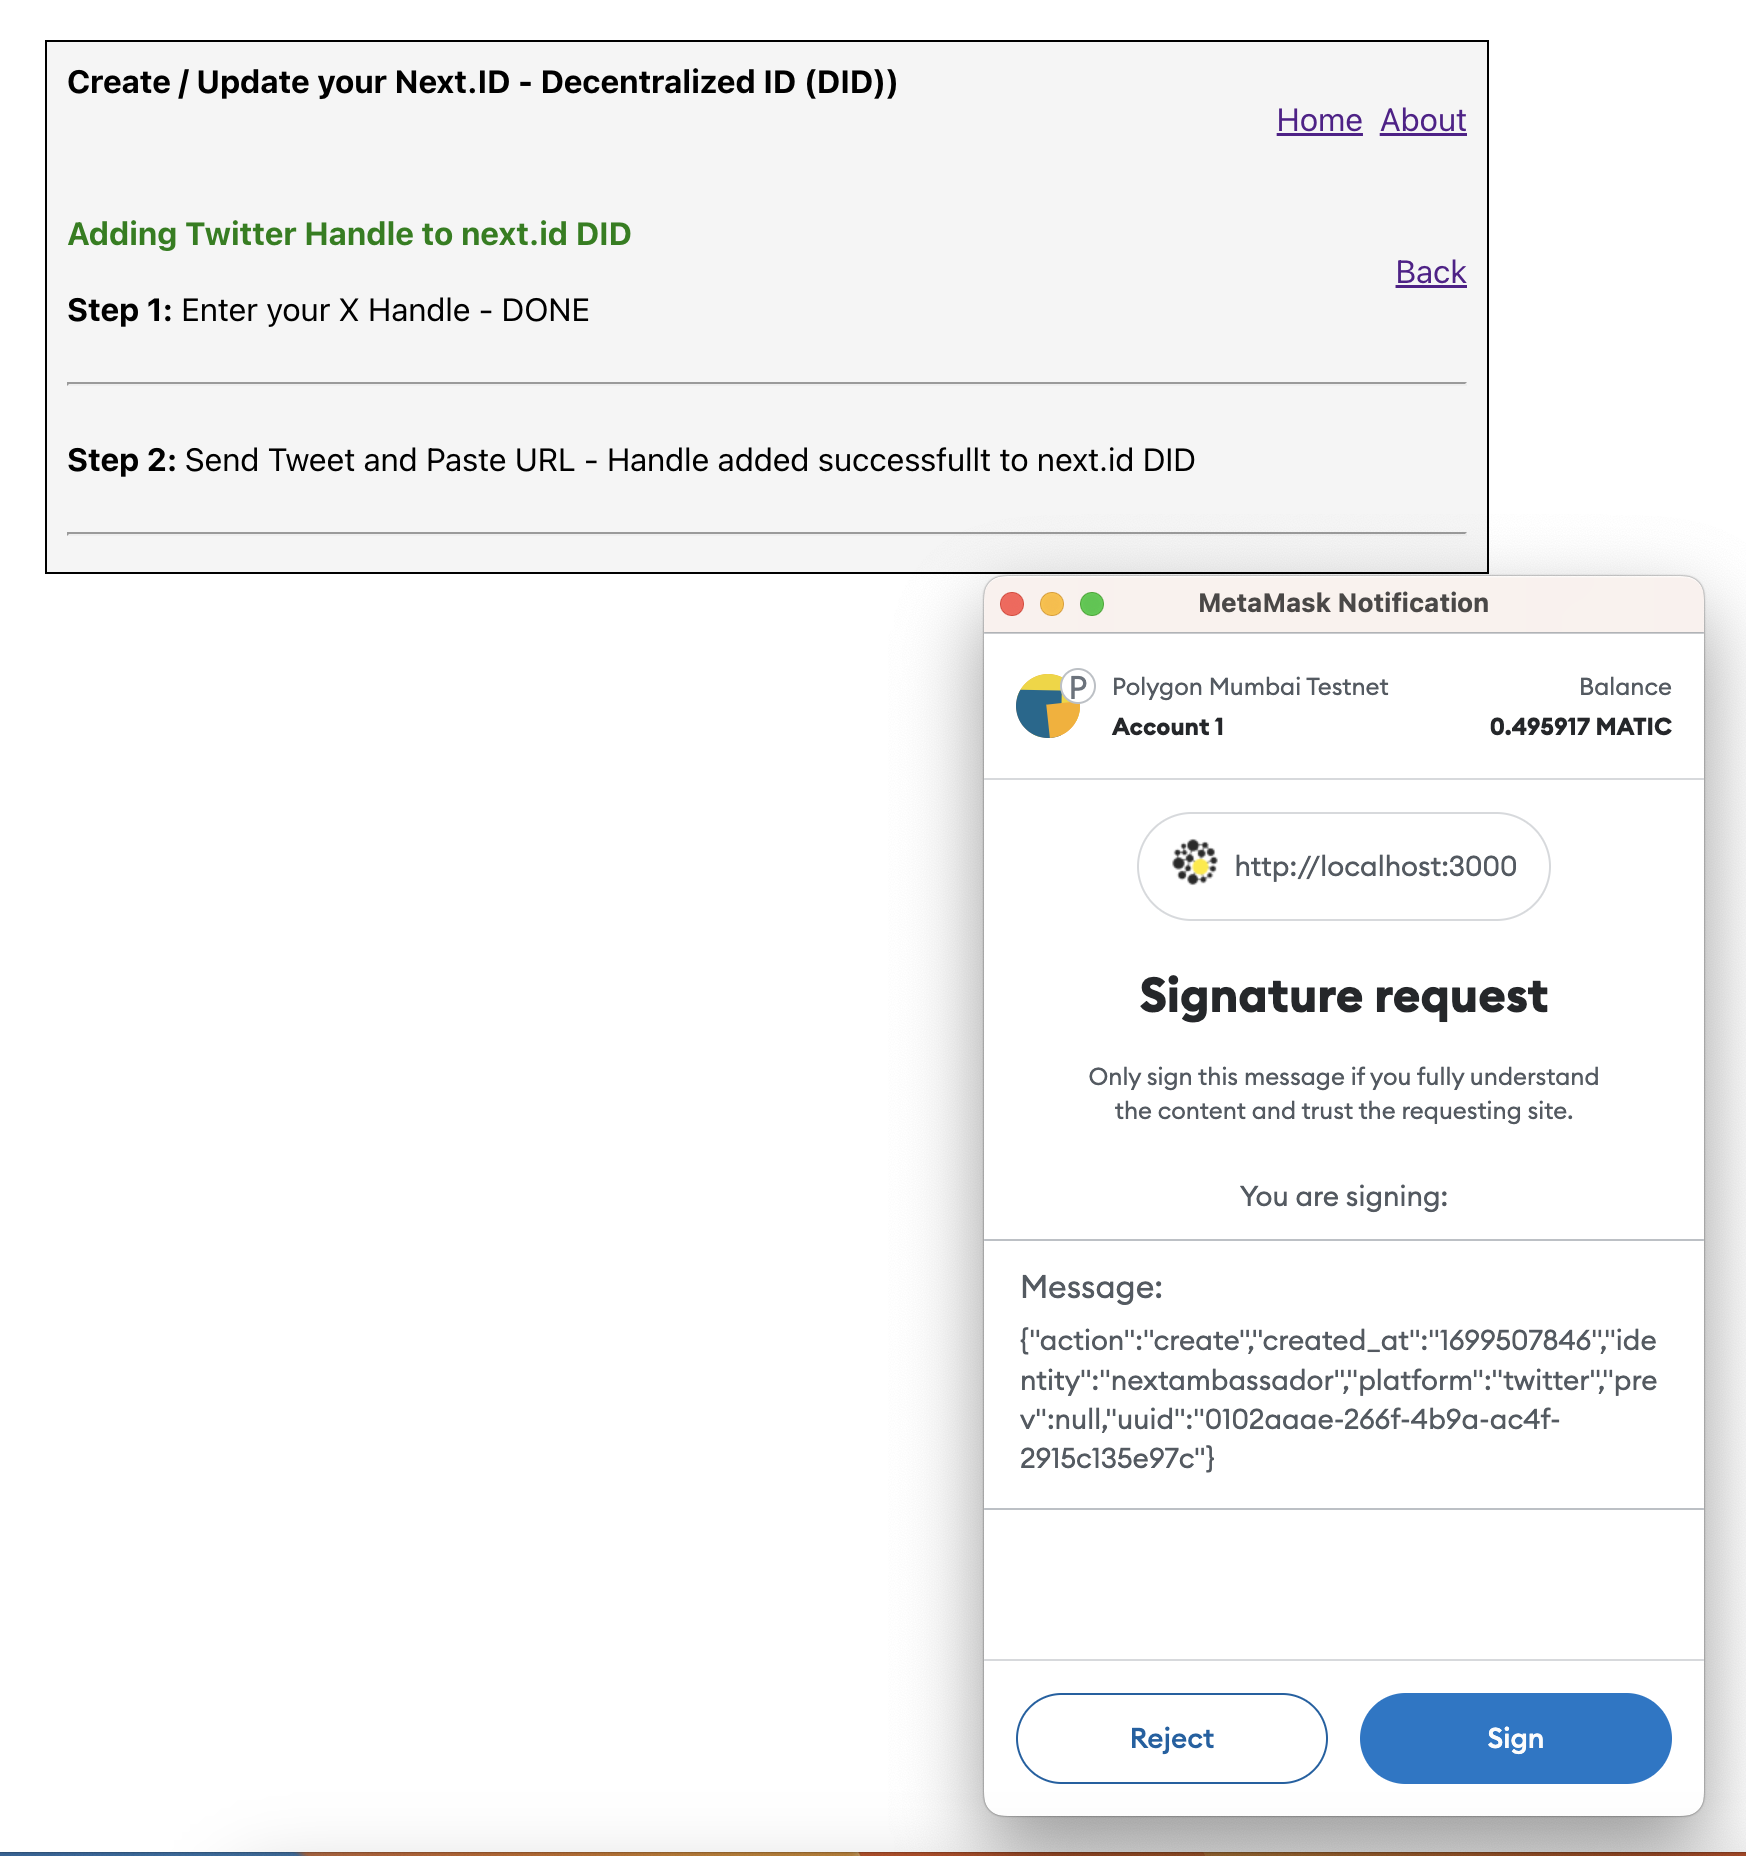 Create / Update your Next.ID - Decentralized ID (DID))
Home About
Adding Twitter Handle to next.id DID
Back
Step 1: Enter your X Handle - DONE
Step 2: Send Tweet and Paste URL - Handle added successfullt to next.id DID
MetaMask Notification
P
Polygon Mumbai Testnet Balance
Account 1 0.495917 MATIC
http://localhost:3000
Signature request
Only sign this message if you fully understand
the content and trust the requesting site.
You are signing:
Message:
{"action":"create","created_at":"1699507846","ide
ntity":"nextambassador","platform":"twitter","pre
v":null,"uuid":"0102aaae-266f-4b9a-ac4f-
2915c135e97c"}
Reject Sign